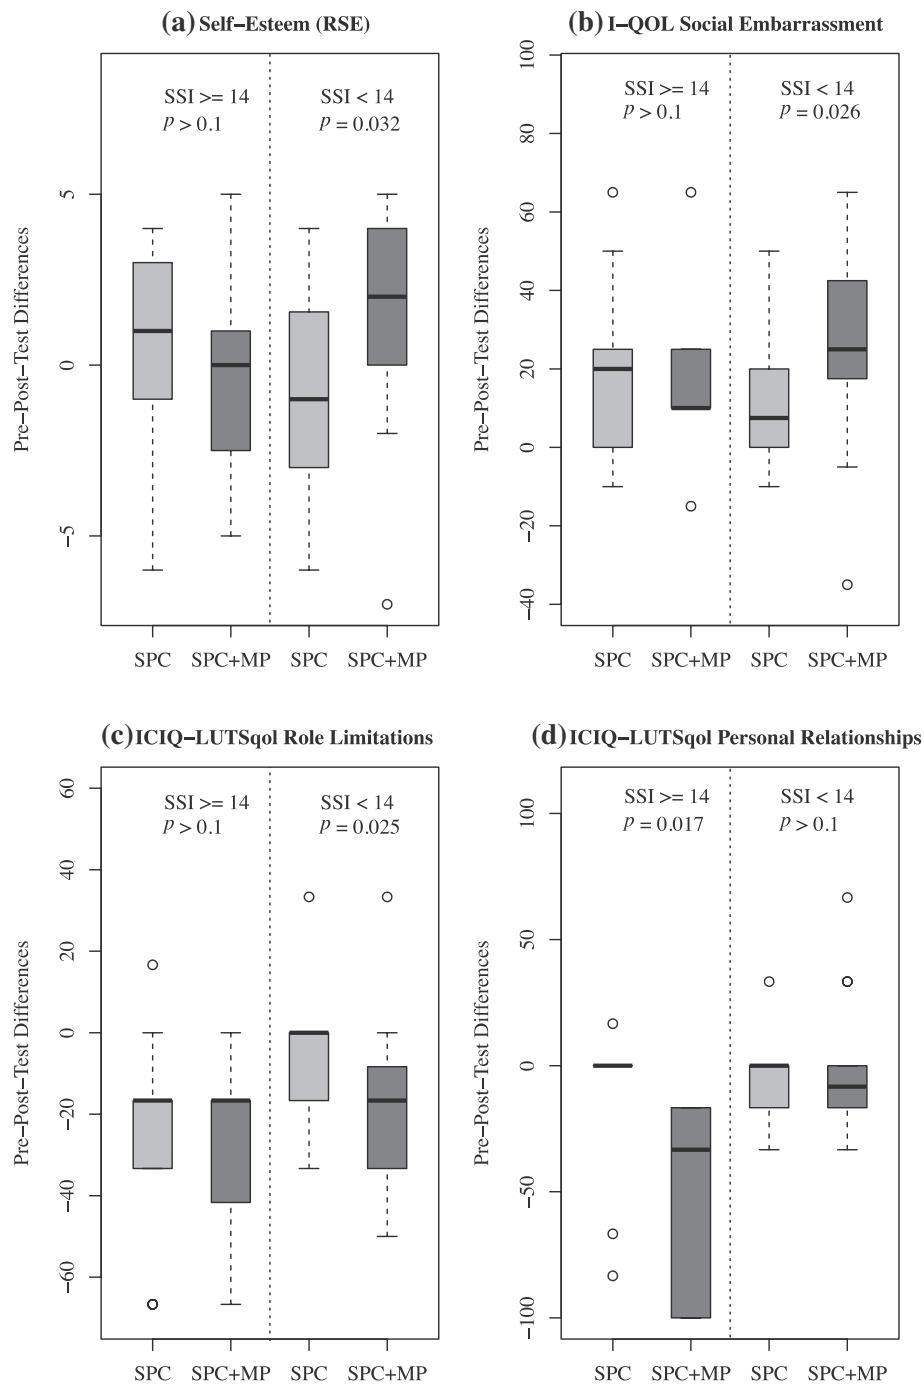 (a) Self−Esteem (RSE)
SSI >= 14
p > 0.1
SSI < 14
p = 0.032
Pre−Post−Test Differences
5
0
−5
SPC
SPC+MP
SPC
SPC+MP
(b) I−QOL Social Embarrassment
SSI >= 14
p > 0.1
SSI < 14
p = 0.026
Pre−Post−Test Differences
100
80
60
40
20
0
−20
−40
SPC
SPC+MP
SPC
SPC+MP
(c) ICIQ−LUTSqol Role Limitations
SSI >= 14
p > 0.1
SSI < 14
p = 0.025
Pre−Post−Test Differences
60
40
20
0
−20
−40
−60
SPC
SPC+MP
SPC
SPC+MP
(d) ICIQ−LUTSqol Personal Relationships
SSI >= 14
p = 0.017
SSI < 14
p > 0.1
Pre−Post−Test Differences
100
50
0
−50
−100
SPC
SPC+MP
SPC
SPC+MP